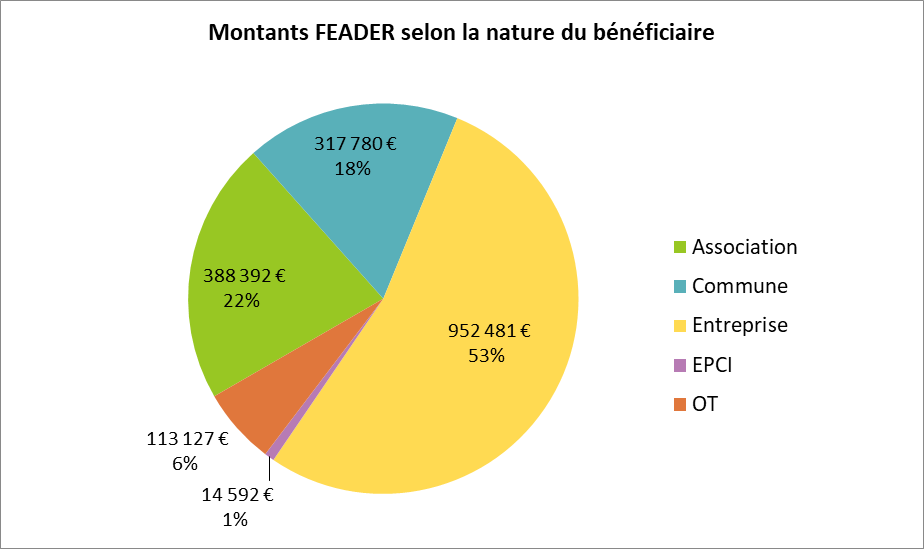 Montants FEADER selon la nature du bénéficiaire
317 780 €
18%
388 392 €
22%
952 481 €
53%
113 127 €
6%
14 592 €
1%
Association
Commune
Entreprise
EPCI
OT